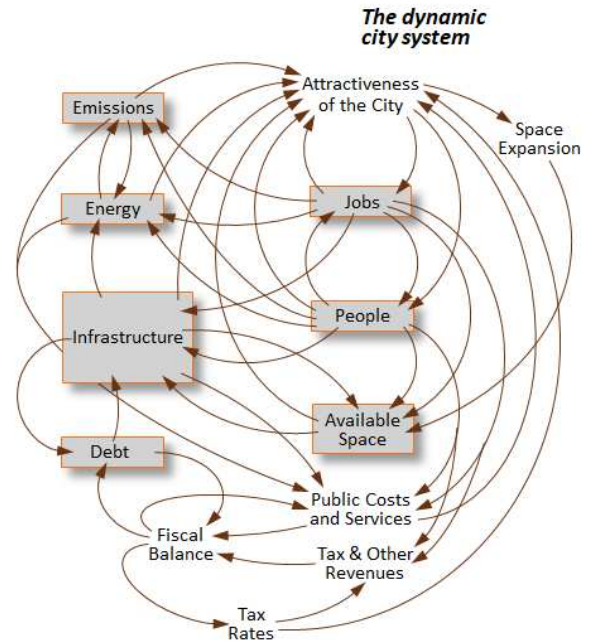 The dynamic
city system
Attractiveness
of the City
Emissions
Space
Expansion
Energy
Jobs
People
Infrastructure
Available
Space
Debt
Public Costs
and Services
Fiscal
Balance
Tax & Other
Revenues
Tax
Rates